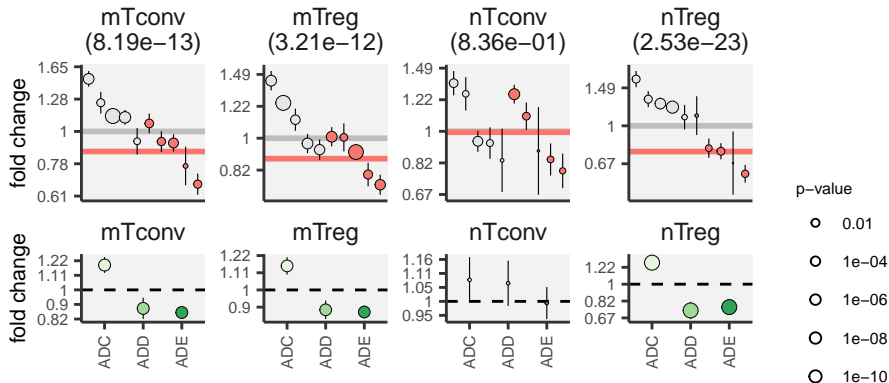 mTconv
(8.19e−13)
mTreg
(3.21e−12)
nTconv
(8.36e−01)
nTreg
(2.53e−23)
fold change
1.65
1.28
1
0.78
0.61
1.49
1.22
1
0.82
1.49
1.22
1
0.82
0.67
1.49
1
0.67
mTconv
mTreg
nTconv
nTreg
fold change
1.22
1.11
1
0.9
0.82
1.22
1.11
1
0.9
1.16
1.11
1.05
1
0.95
1.22
1
0.82
0.67
ADC
ADD
ADE
ADC
ADD
ADE
ADC
ADD
ADE
ADC
ADD
ADE
p−value
0.01
1e−04
1e−06
1e−08
1e−10